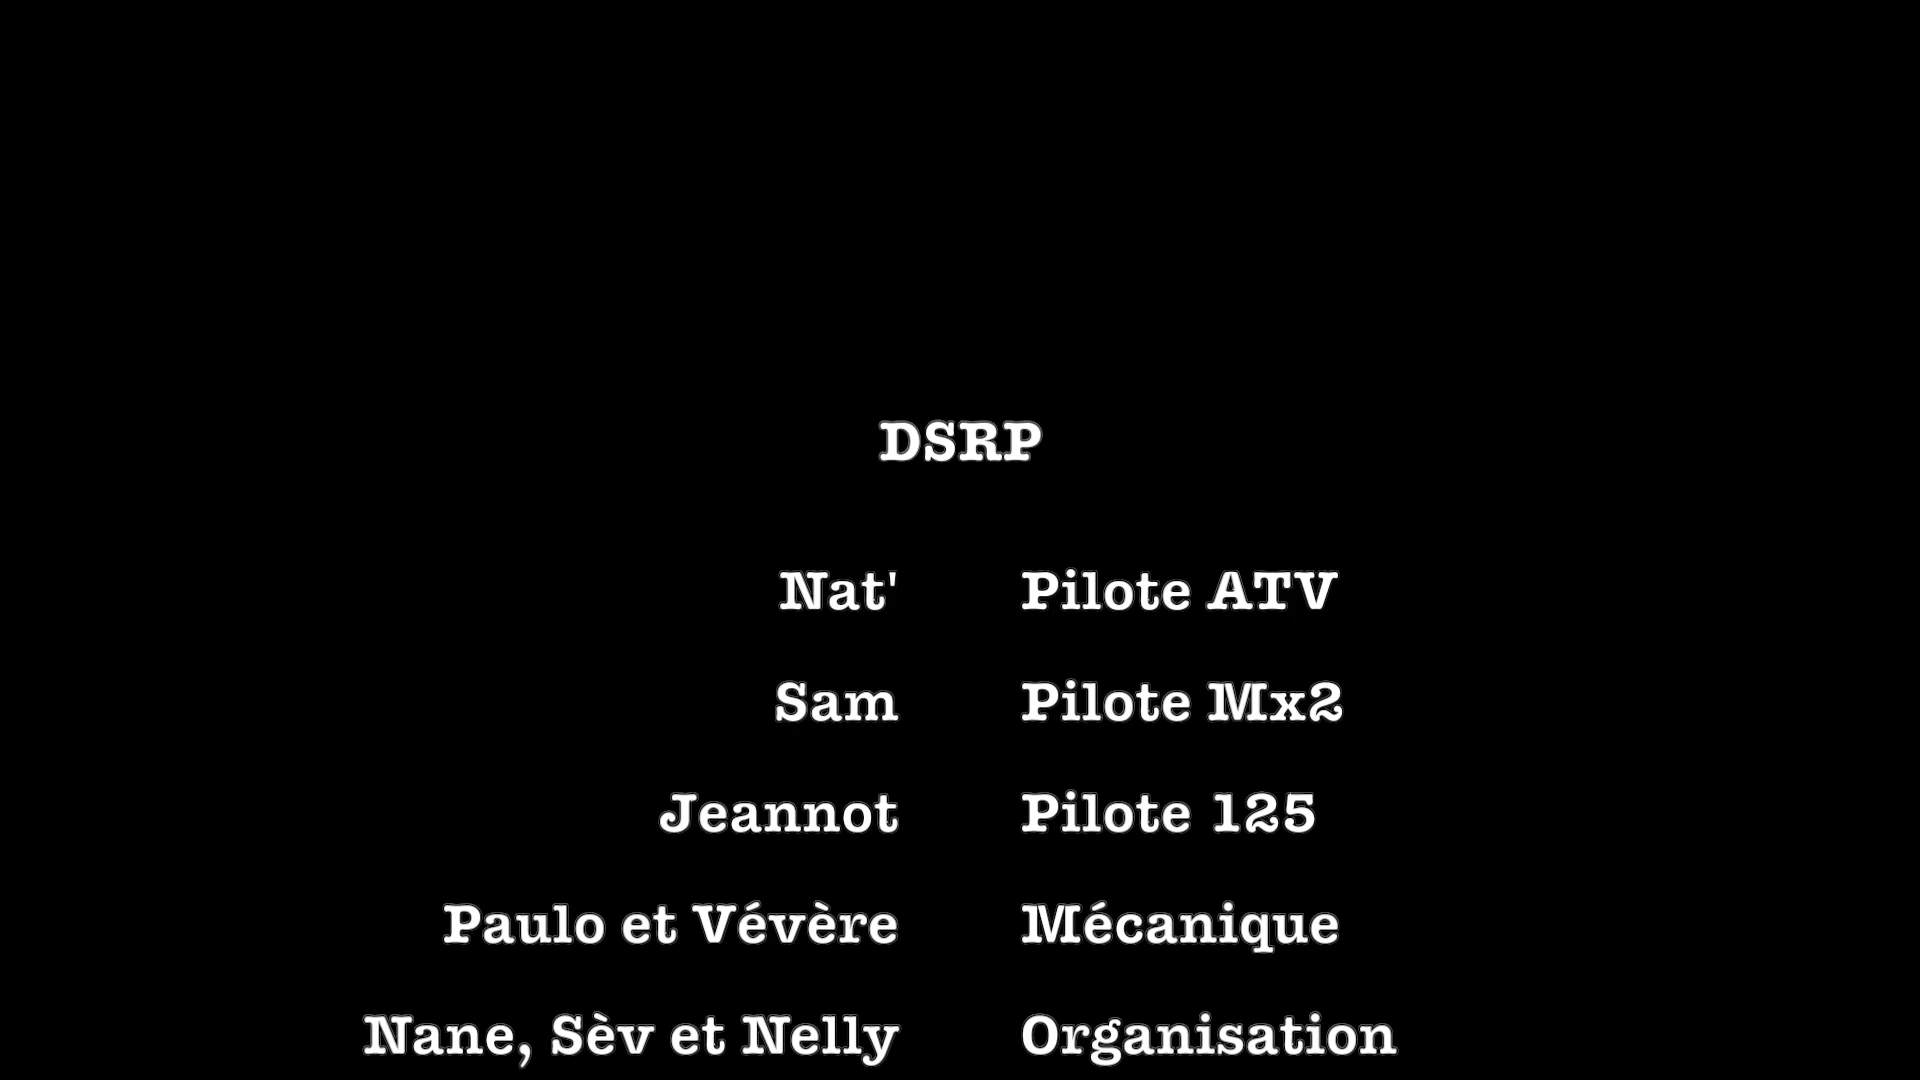 DSRP
Nat' Pilote ATV
Sam Pilote Mx2
Jeannot Pilote 125
Paulo et Vévère Mécanique
Nane, Sèv et Nelly Organisation